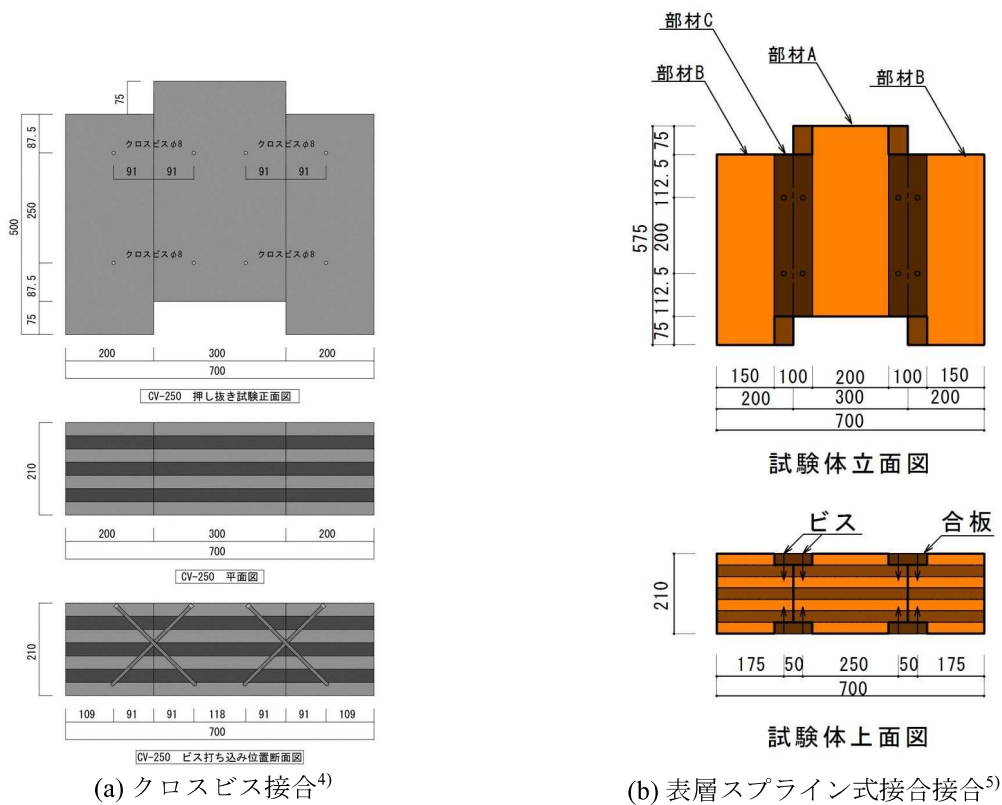 75
87.5
250
500
87.5
75
クロスビスφ8
クロスビスφ8
91
91
91
91
クロスビスφ8
クロスビスφ8
200
300
200
700
CV-250 押し抜き試験正面図
210
200
300
200
700
CV-250 平面図
210
109
91
91
118
91
91
109
700
CV-250 ビス打ち込み位置断面図
(a) クロスビス接合4)
部材C
部材A
部材B
部材B
75
112.5
200
575
112.5
75
150
100
200
100
150
200
300
200
700
試験体立面図
ビス
合板
210
175
50
250
50
175
700
試験体上面図
(b) 表層スプライン式接合接合5)